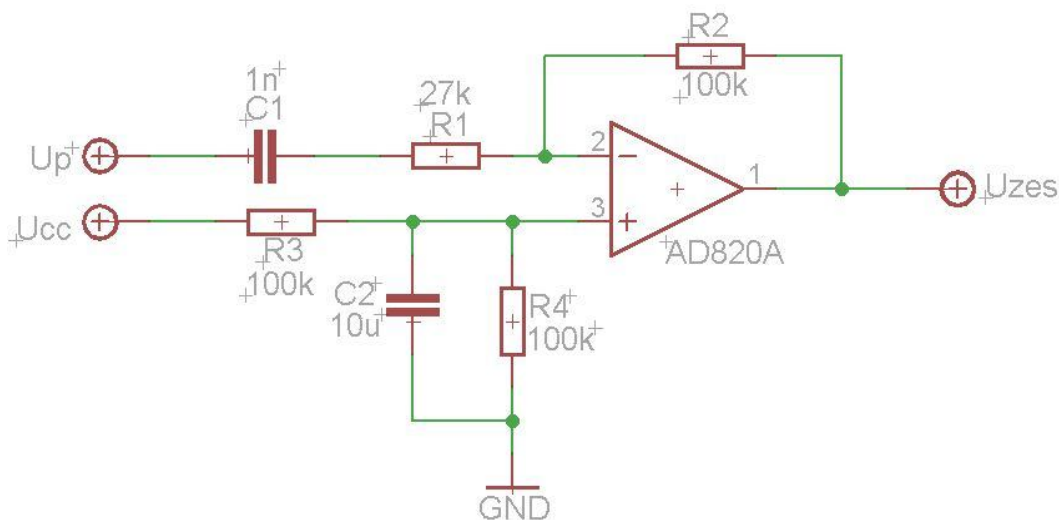 R2
100k
1n
C1
27k
R1
Up
2
-
1
Uzes
Ucc
3
+
AD820A
R3
100k
C2
10u
R4
100k
GND